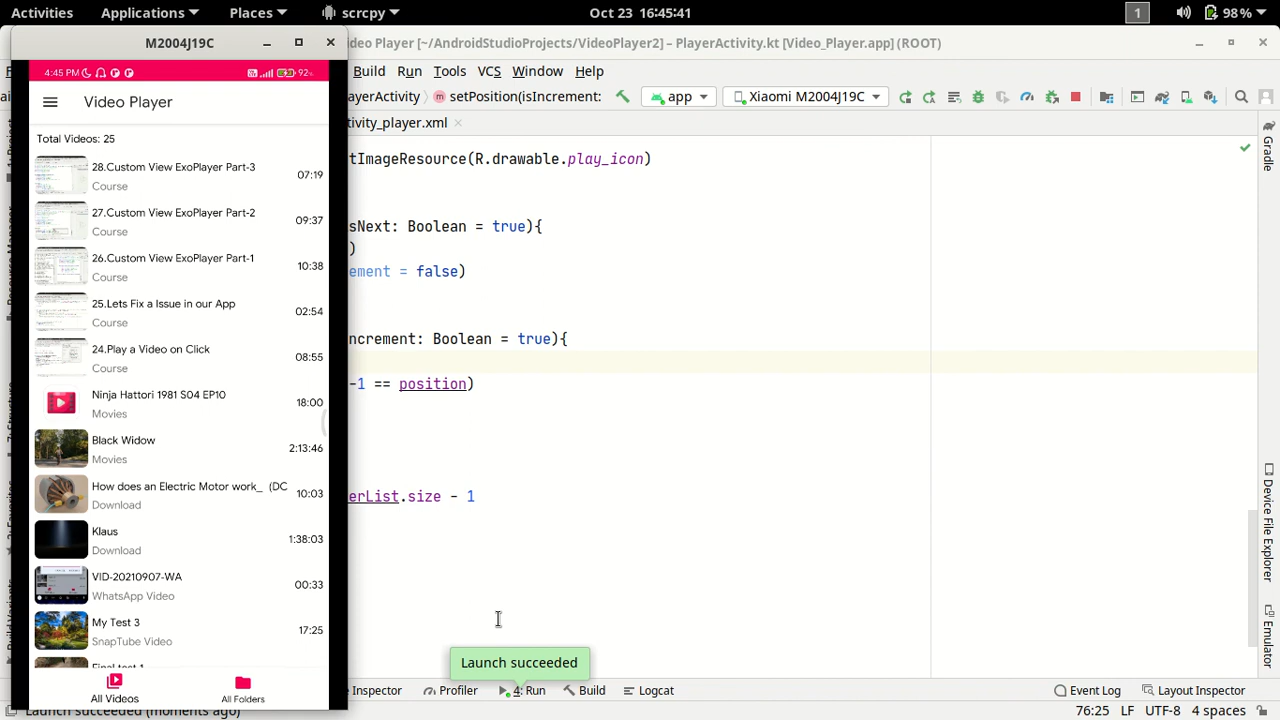 Activities Applications Places scrcpy Oct 23 16:45:41 1 98%
M2004J19C
ideo Player [~/AndroidStudioProjects/VideoPlayer2] – PlayerActivity.kt [Video_Player.app] (ROOT)
Build Run Tools VCS Window Help
ayerActivity setPosition(isIncrement: app Xiaomi M2004J19C
tivity_player.xml
4:45 PM 92%
Video Player
Total Videos: 25
28.Custom View ExoPlayer Part-3
Course
07:19
27.Custom View ExoPlayer Part-2
Course
09:37
26.Custom View ExoPlayer Part-1
Course
10:38
25.Lets Fix a Issue in our App
Course
02:54
24.Play a Video on Click
Course
08:55
Ninja Hattori 1981 S04 EP10
Movies
18:00
Black Widow
Movies
2:13:46
How does an Electric Motor work_ (DC
Download
10:03
Klaus
Download
1:38:03
VID-20210907-WA
WhatsApp Video
00:33
My Test 3
SnapTube Video
17:25
Final test 1
All Videos All Folders
tImageResource(R.drawable.play_icon)
sNext: Boolean = true){
)
ement = false)
ncrement: Boolean = true){
-1 == position)
erList.size - 1
Gradle
Device File Explorer
Emulator
Launch succeeded
Inspector Profiler 4: Run Build Logcat Event Log Layout Inspector
Launch succeeded (moments ago) 76:25 LF UTF-8 4 spaces